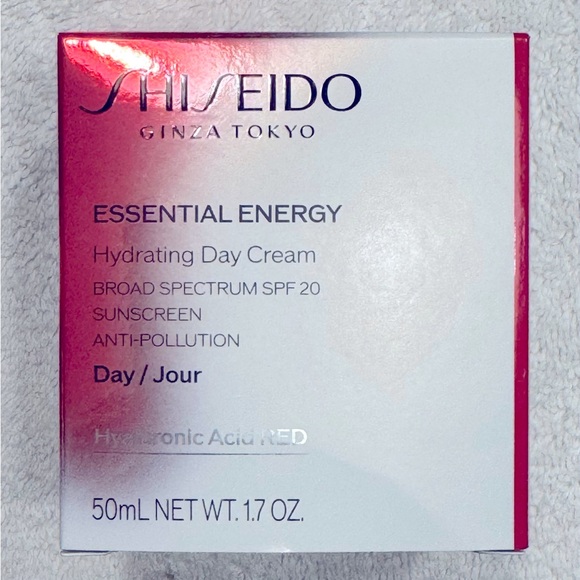 SHISEIDO
GINZA TOKYO
ESSENTIAL ENERGY
Hydrating Day Cream
BROAD SPECTRUM SPF 20
SUNSCREEN
ANTI-POLLUTION
Day / Jour
Hyaluronic Acid RED
50mL NET WT. 1.7 OZ.